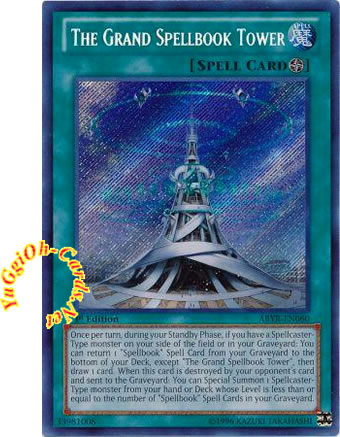 THE GRAND SPELLBOOK TOWER
魔
[SPELL CARD]
YuGgiOh-Cards.Net
ABYR-EN060
Edition
Once per turn, during your Standby Phase, if you have a Spellcaster-
Type monster on your side of the field or in your Graveyard: You
can return 1 "Spellbook" Spell Card from your Graveyard to the
bottom of your Deck, except "The Grand Spellbook Tower", then
draw 1 card. When this card is destroyed by your opponent's card
and sent to the Graveyard: You can Special Summon 1 Spellcaster-
Type monster from your hand or Deck whose Level is less than or
equal to the number of "Spellbook" Spell Cards in your Graveyard.
©1996 KAZUKI TAKAHASHI